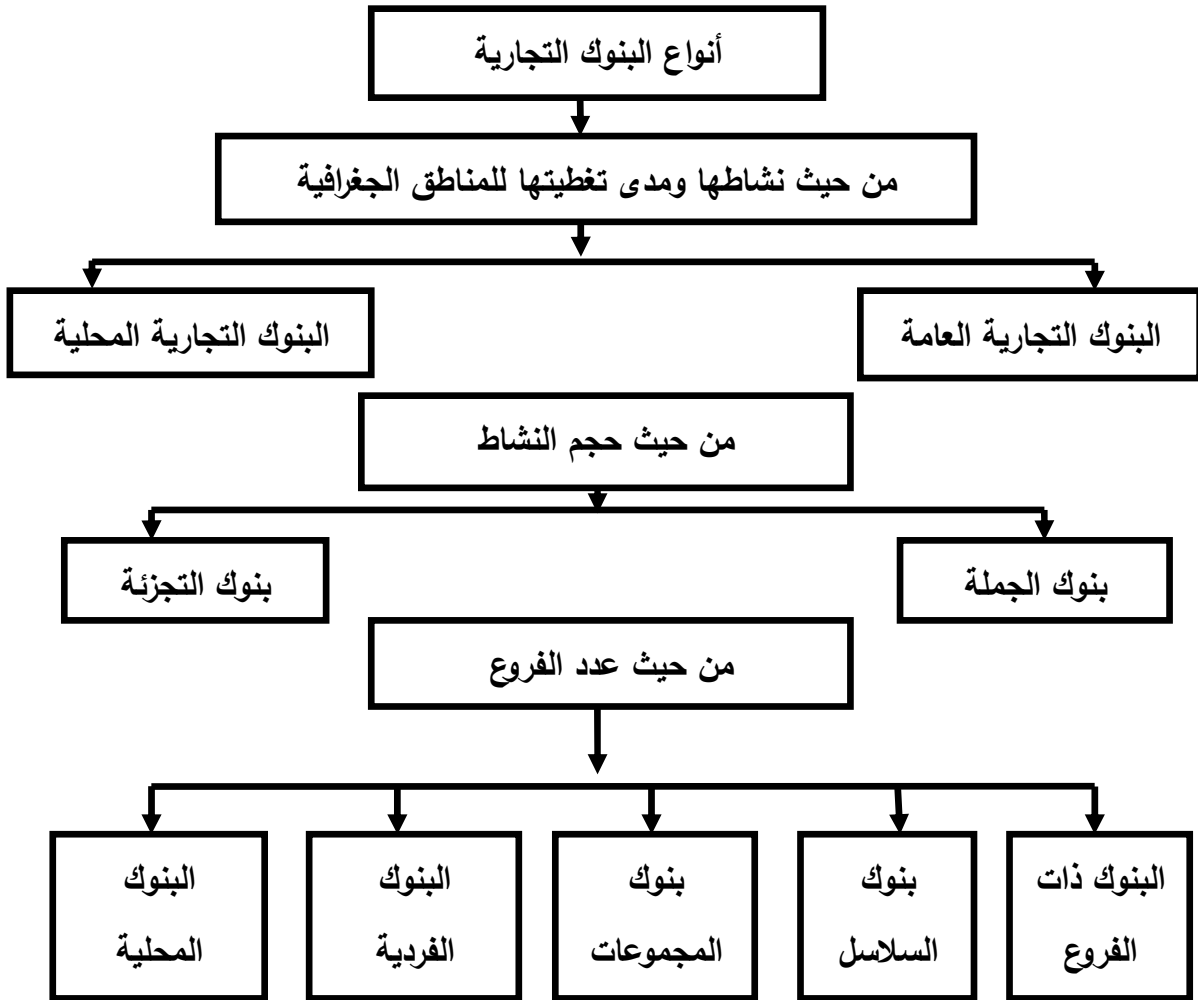 أنواع البنوك التجارية
من حيث نشاطها ومدى تغطيتها للمناطق الجغرافية
البنوك التجارية العامة
البنوك التجارية المحلية
من حيث حجم النشاط
بنوك الجملة
بنوك التجزئة
من حيث عدد الفروع
البنوك ذات
الفروع
بنوك
السلاسل
بنوك
المجموعات
البنوك
الفردية
البنوك
المحلية